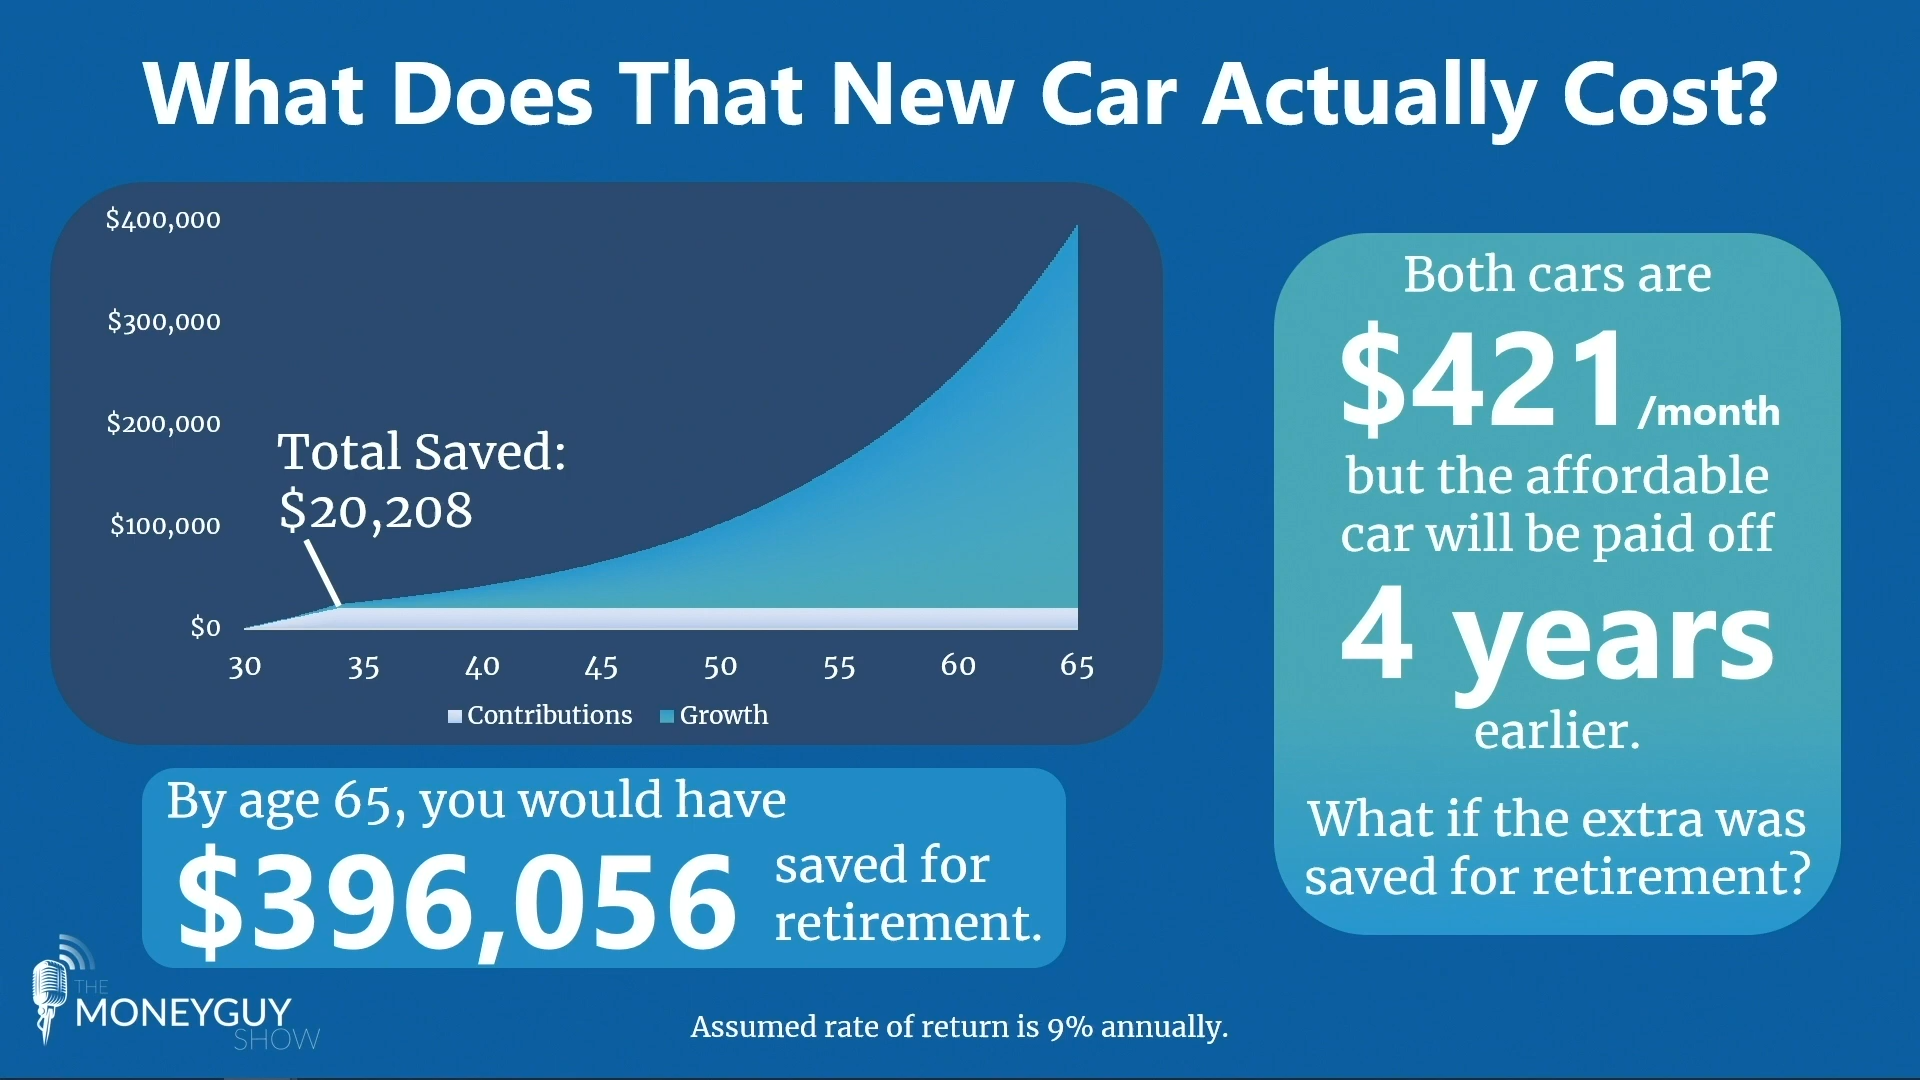 What Does That New Car Actually Cost?
$400,000
$300,000
$200,000
$100,000
$0
Total Saved:
$20,208
30 35 40 45 50 55 60 65
Contributions Growth
By age 65, you would have
$396,056
saved for
retirement.
Both cars are
$421/month
but the affordable
car will be paid off
4 years
earlier.
What if the extra was
saved for retirement?
THE
MONEYGUY
SHOW
Assumed rate of return is 9% annually.